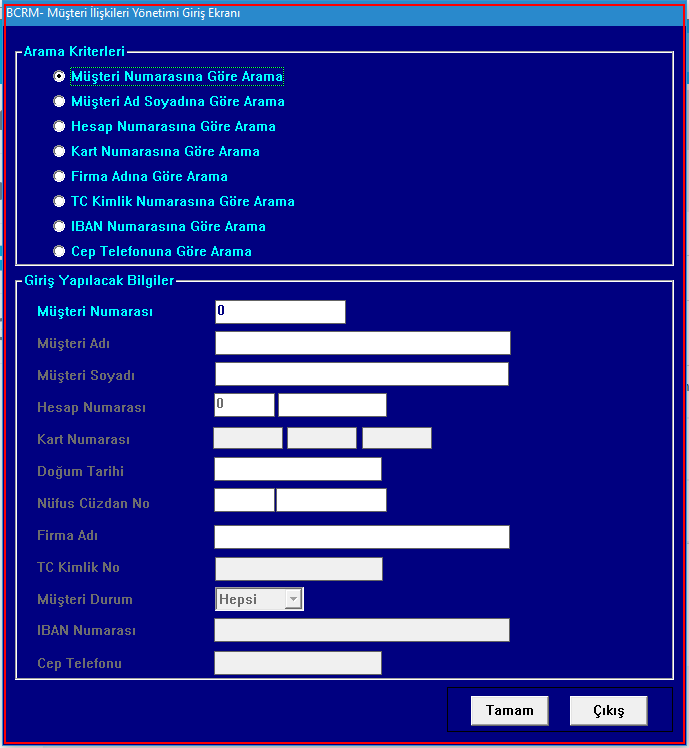 BCRM- Müşteri İlişkileri Yönetimi Giriş Ekranı
Arama Kriterleri
Müşteri Numarasına Göre Arama
Müşteri Ad Soyadına Göre Arama
Hesap Numarasına Göre Arama
Kart Numarasına Göre Arama
Firma Adına Göre Arama
TC Kimlik Numarasına Göre Arama
IBAN Numarasına Göre Arama
Cep Telefonuna Göre Arama
Giriş Yapılacak Bilgiler
Müşteri Numarası 0
Müşteri Adı
Müşteri Soyadı
Hesap Numarası 0
Kart Numarası
Doğum Tarihi
Nüfus Cüzdan No
Firma Adı
TC Kimlik No
Müşteri Durum Hepsi
IBAN Numarası
Cep Telefonu
Tamam Çıkış